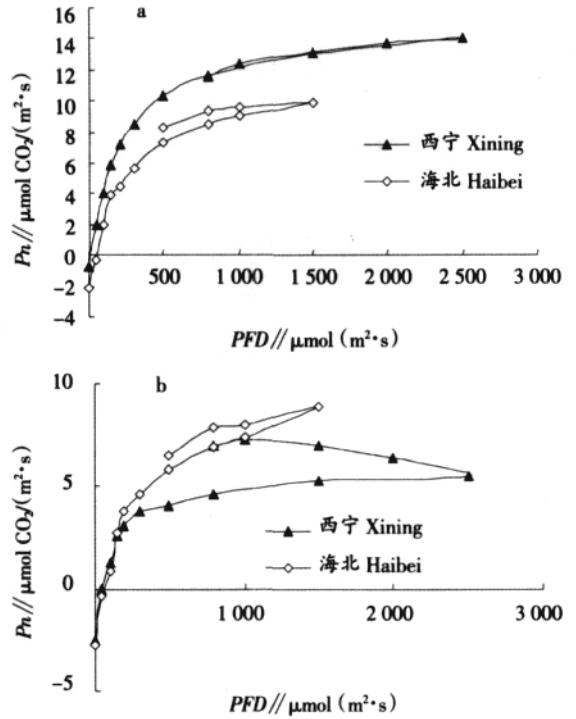 a
16
14
12
10
8
6
4
2
0
-2
-4
500
1 000
1 500
2 000
2 500
3 000
西宁 Xining
海北 Haibei
Pn// μmol CO₂/(m²·s)
PFD// μmol (m²·s)
b
10
5
0
-5
1 000
2 000
3 000
西宁 Xining
海北 Haibei
Pn// μmol CO₂/(m²·s)
PFD// μmol (m²·s)